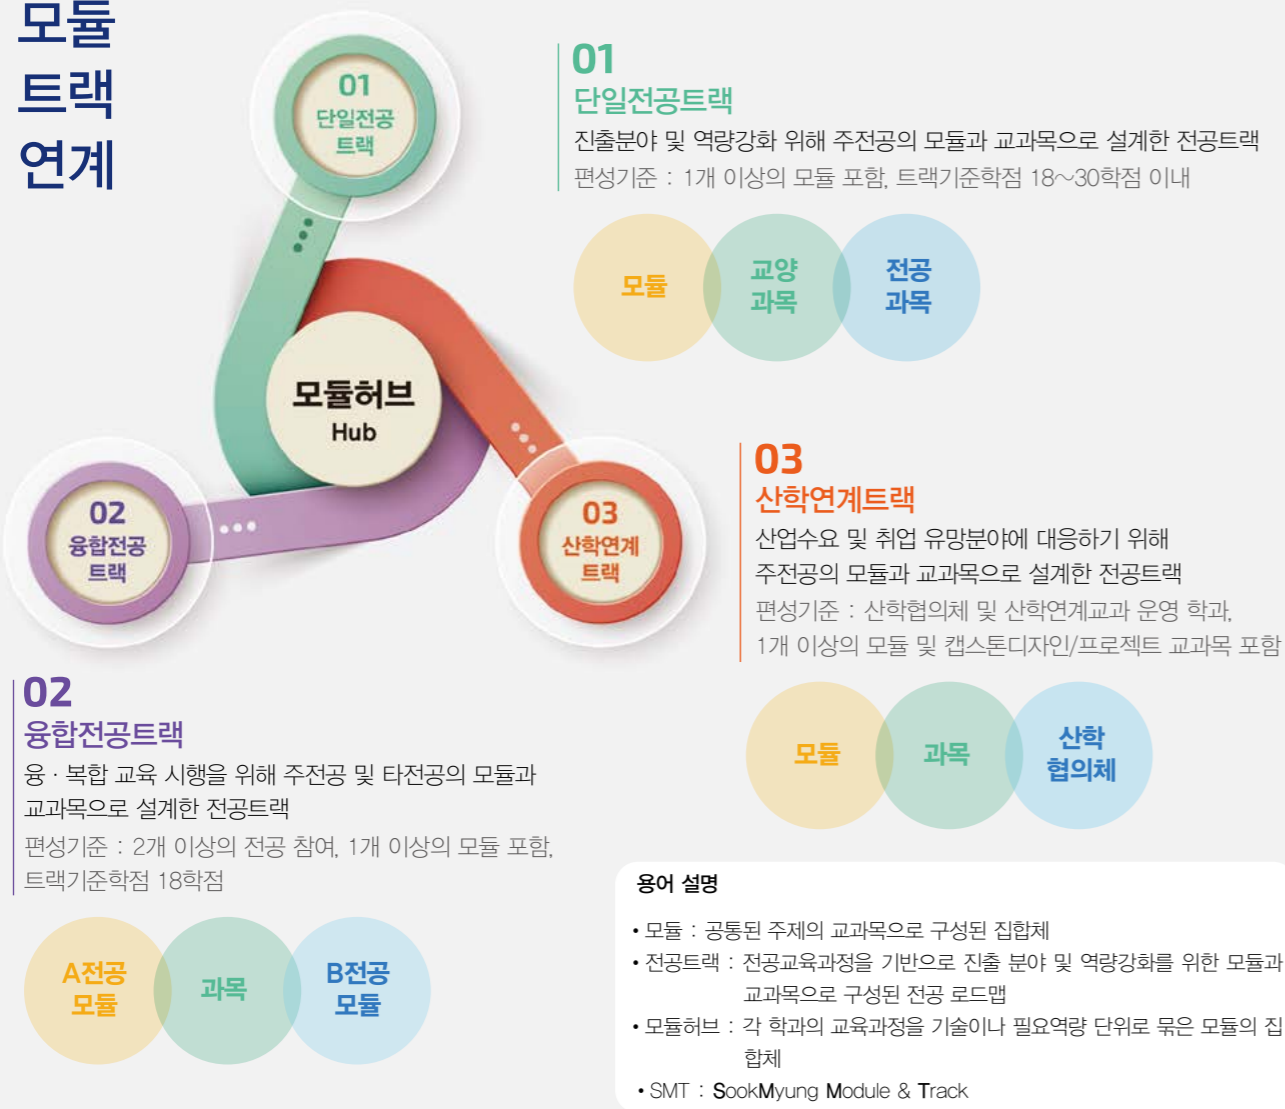 모듈
트랙
연계
01
단일전공
트랙
모듈허브
Hub
02
융합전공
트랙
03
산학연계
트랙
01
단일전공트랙
진출분야 및 역량강화 위해 주전공의 모듈과 교과목으로 설계한 전공트랙
편성기준 : 1개 이상의 모듈 포함, 트랙기준학점 18~30학점 이내
모듈
교양
과목
전공
과목
03
산학연계트랙
산업수요 및 취업 유망분야에 대응하기 위해
주전공의 모듈과 교과목으로 설계한 전공트랙
편성기준 : 산학협의체 및 산학연계교과 운영 학과,
1개 이상의 모듈 및 캡스톤디자인/프로젝트 교과목 포함
모듈
과목
산학
협의체
02
융합전공트랙
융 · 복합 교육 시행을 위해 주전공 및 타전공의 모듈과
교과목으로 설계한 전공트랙
편성기준 : 2개 이상의 전공 참여, 1개 이상의 모듈 포함,
트랙기준학점 18학점
A전공
모듈
과목
B전공
모듈
용어 설명
• 모듈 : 공통된 주제의 교과목으로 구성된 집합체
• 전공트랙 : 전공교육과정을 기반으로 진출 분야 및 역량강화를 위한 모듈과
교과목으로 구성된 전공 로드맵
• 모듈허브 : 각 학과의 교육과정을 기술이나 필요역량 단위로 묶은 모듈의 집
합체
• SMT : SookMyung Module & Track